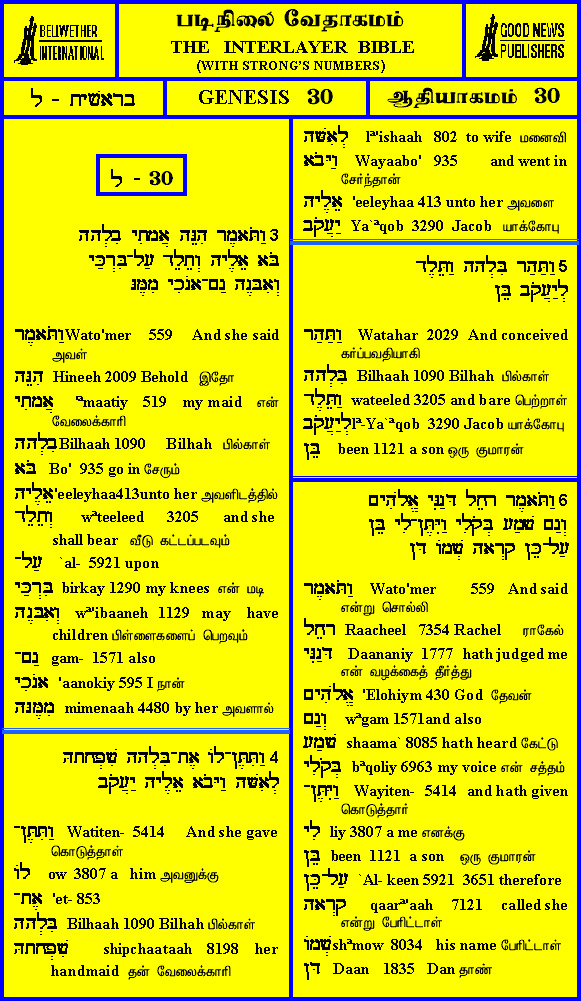 BELLWETHER
INTERNATIONAL
படிநிலை வேதாகமம்
THE INTERLAYER BIBLE
(WITH STRONG'S NUMBERS)
GOOD NEWS
PUBLISHERS
בראשית - ל
GENESIS 30
ஆதியாகமம் 30
ל - 30
3 וַתֹּאמֶר הִנֵּה אֲמָתִי בִלְהָה
בֹּא אֵלֶיהָ וְתֵלֵד עַל־בִּרְכַּי
וְאִבָּנֶה גַם־אָנֹכִי מִמֶּנּ
וַתֹּאמֶר Wato'mer 559 And she said
அவள்
הִנֵּה Hineeh 2009 Behold இதோ
אֲמָתִי ªmaatiy 519 my maid என்
வேலைக்காரி
בִלְהָה Bilhaah 1090 Bilhah பில்காள்
בֹּא Bo' 935 go in சேரும்
אֵלֶיהָ 'eeleyhaa 413 unto her அவளிடத்தில்
וְתֵלֵד wªteeleed 3205 and she
shall bear வீடு கட்டப்படவும்
עַל־ `al- 5921 upon
בִּרְכַּי birkay 1290 my knees என் மடி
וְאִבָּנֶה wª'ibaaneh 1129 may have
children பிள்ளைகளைப் பெறவும்
גַם־ gam- 1571 also
אָנֹכִי 'aanokiy 595 I நான்
מִמֶּנָּה mimenaah 4480 by her அவளால்
4 וַתִּתֶּן־לוֹ אֶת־בִּלְהָה שִׁפְחָתָהּ
לְאִשָּׁה וַיָּבֹא אֵלֶיהָ יַעֲקֹב
וַתִּתֶּן־ Watiten- 5414 And she gave
கொடுத்தாள்
לוֹ ow 3807 a him அவனுக்கு
אֶת־ 'et- 853
בִּלְהָה Bilhaah 1090 Bilhah பில்காள்
שִׁפְחָתָהּ shipchaataah 8198 her
handmaid தன் வேலைக்காரி
לְאִשָּׁה lª'ishaah 802 to wife மனைவி
וַיָּבֹא Wayaabo' 935 and went in
சேர்ந்தான்
אֵלֶיהָ 'eeleyhaa 413 unto her அவளை
יַעֲקֹב Ya`ªqob 3290 Jacob யாக்கோபு
5 וַתַּהַר בִּלְהָה וַתֵּלֶד
לְיַעֲקֹב בֵּן
וַתַּהַר Watahar 2029 And conceived
கர்ப்பவதியாகி
בִּלְהָה Bilhaah 1090 Bilhah பில்காள்
וַתֵּלֶד wateeled 3205 and bare பெற்றாள்
לְיַעֲקֹב lª-Ya`ªqob 3290 Jacob யாக்கோபு
בֵּן been 1121 a son ஒரு குமாரன்
6 וַתֹּאמֶר רָחֵל דָּנַנִּי אֱלֹהִים
וְגַם שָׁמַע בְּקֹלִי וַיִּתֶּן־לִי בֵּן
עַל־כֵּן קָרְאָה שְׁמוֹ דָּן
וַתֹּאמֶר Wato'mer 559 And said
என்று சொல்லி
רָחֵל Raacheel 7354 Rachel ராகேல்
דָּנַנִּי Daananiy 1777 hath judged me
என் வழக்கைத் தீர்த்து
אֱלֹהִים 'Elohiym 430 God தேவன்
וְגַם wªgam 1571and also
שָׁמַע shaama` 8085 hath heard கேட்டு
בְּקֹלִי bªqoliy 6963 my voice என் சத்தம்
וַיִּתֶּן־ Wayiten- 5414 and hath given
கொடுத்தார்
לִי liy 3807 a me எனக்கு
בֵּן been 1121 a son ஒரு குமாரன்
עַל־כֵּן `Al- keen 5921 3651 therefore
קָרְאָה qaarª'aah 7121 called she
என்று பேரிட்டாள்
שְׁמוֹ shªmow 8034 his name பேரிட்டாள்
דָּן Daan 1835 Dan தாண்